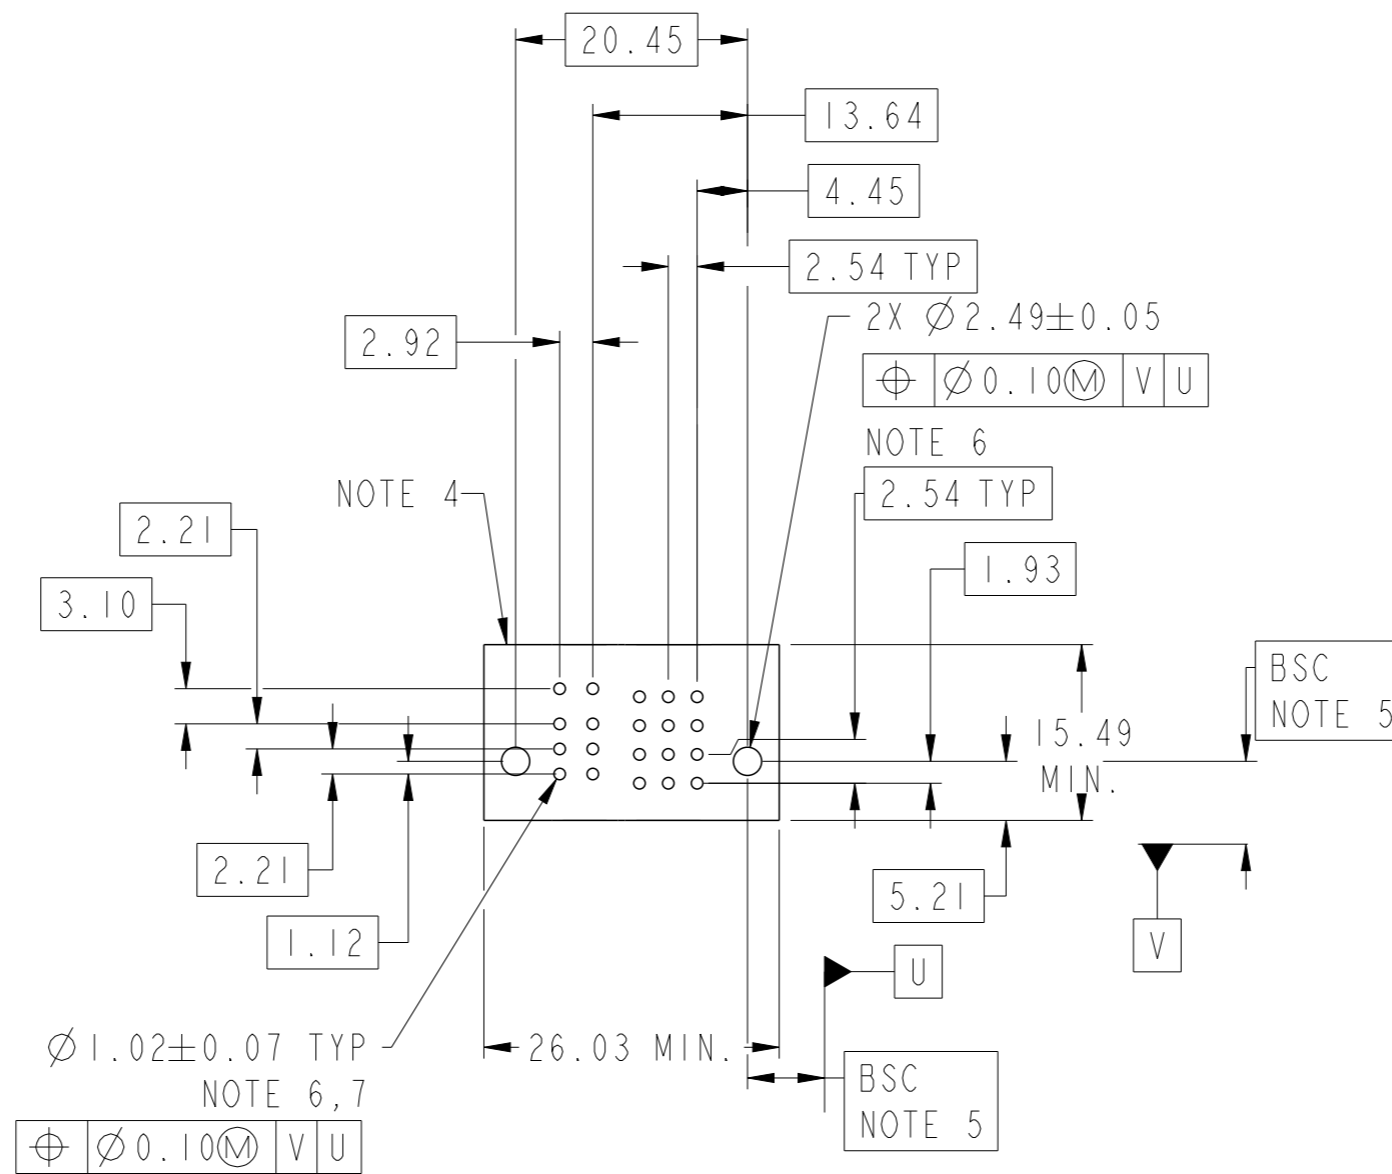 20.45
13.64
4.45
2.54 TYP
2X Ø2.49±0.05
2.92
⌖ Ø0.10Ⓜ V U
NOTE 6
NOTE 4
2.54 TYP
2.21
1.93
3.10
BSC
NOTE 5
15.49
MIN.
2.21
5.21
1.12
V
U
Ø1.02±0.07 TYP
26.03 MIN.
NOTE 6,7
BSC
NOTE 5
⌖ Ø0.10Ⓜ V U